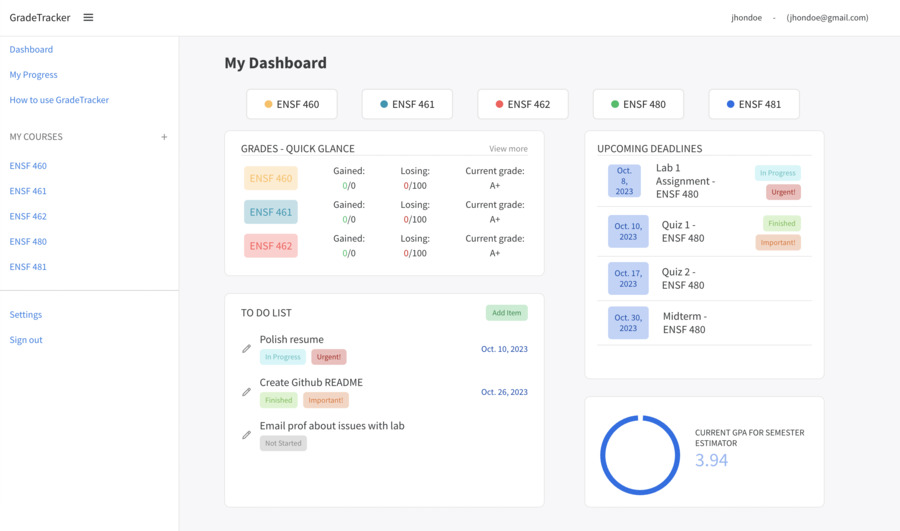 GradeTracker
jhondoe - (jhondoe@gmail.com)
Dashboard
My Progress
How to use GradeTracker
MY COURSES +
ENSF 460
ENSF 461
ENSF 462
ENSF 480
ENSF 481
Settings
Sign out
My Dashboard
ENSF 460
ENSF 461
ENSF 462
ENSF 480
ENSF 481
GRADES - QUICK GLANCE
View more
ENSF 460
Gained:
0/0
Losing:
0/100
Current grade:
A+
ENSF 461
Gained:
0/0
Losing:
0/100
Current grade:
A+
ENSF 462
Gained:
0/0
Losing:
0/100
Current grade:
A+
TO DO LIST
Add Item
Polish resume
In Progress
Urgent!
Oct. 10, 2023
Create Github README
Finished
Important!
Oct. 26, 2023
Email prof about issues with lab
Not Started
UPCOMING DEADLINES
Oct.
8,
2023
Lab 1
Assignment -
ENSF 480
In Progress
Urgent!
Oct. 10,
2023
Quiz 1 -
ENSF 480
Finished
Important!
Oct. 17,
2023
Quiz 2 -
ENSF 480
Oct. 30,
2023
Midterm -
ENSF 480
CURRENT GPA FOR SEMESTER
ESTIMATOR
3.94